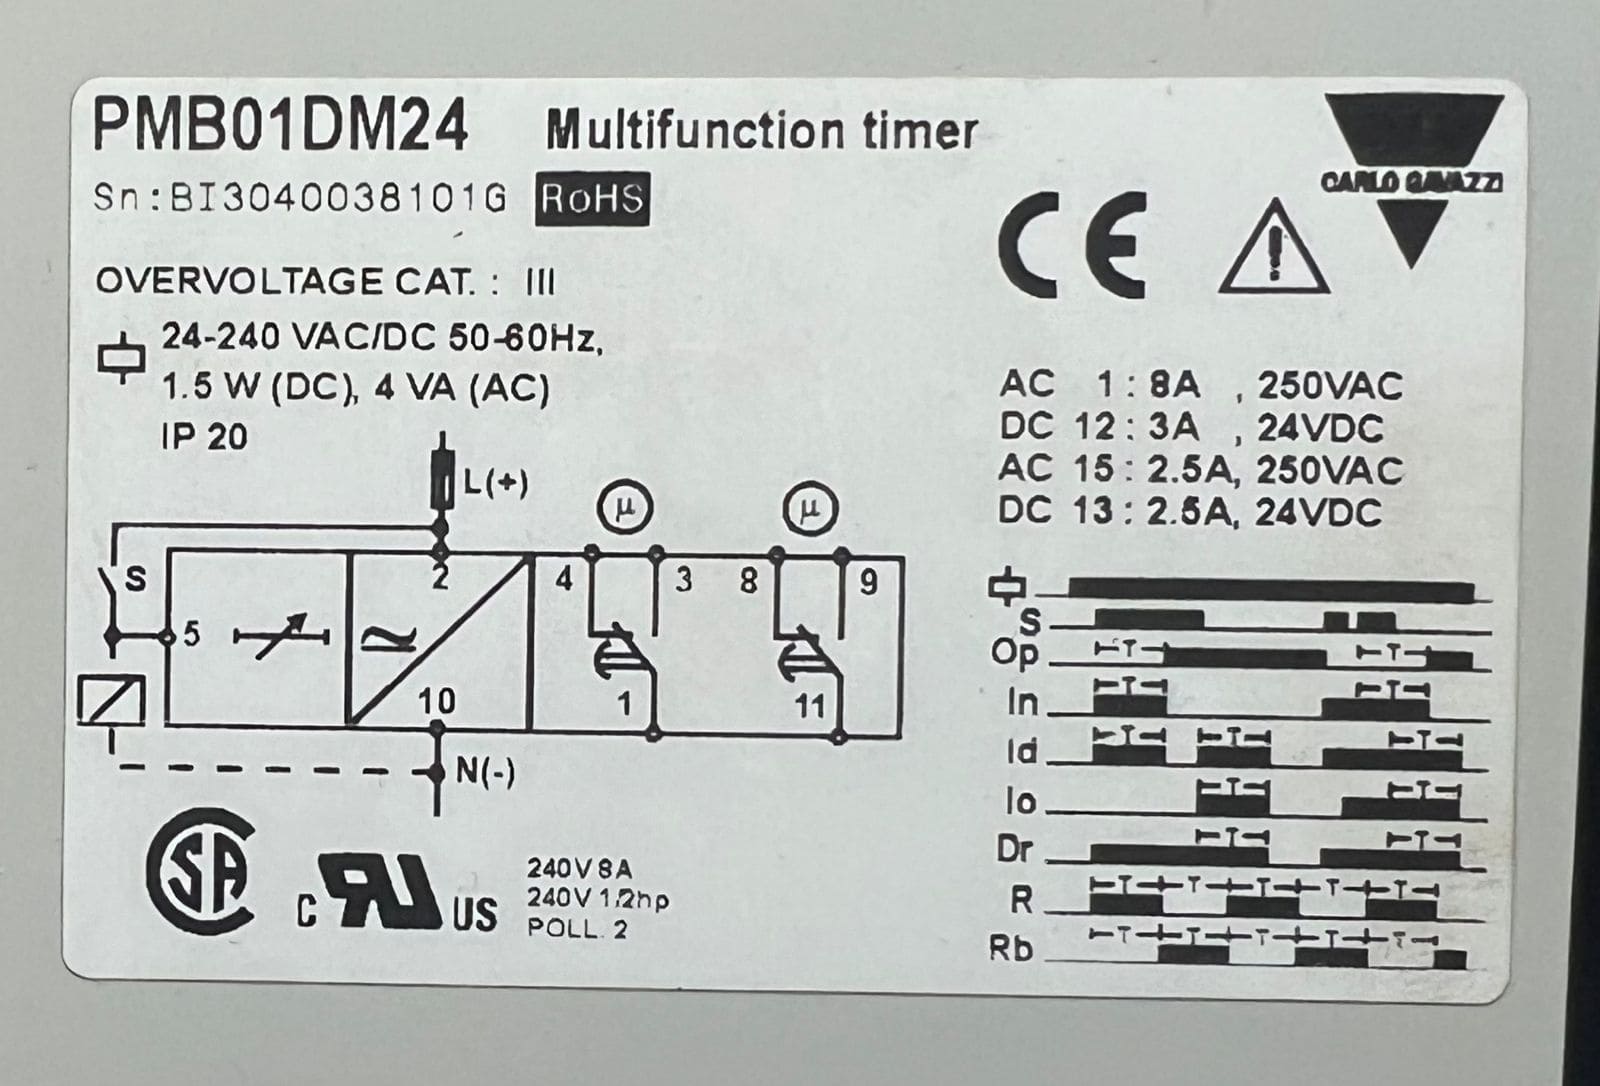 PMB01DM24 Multifunction timer
CARLO GAVAZZI
Sn:BI3040038101G RoHS
CE
OVERVOLTAGE CAT. : III
24-240 VAC/DC 50-60Hz,
1.5 W (DC), 4 VA (AC)
IP 20
AC 1 : 8A , 250VAC
DC 12 : 3A , 24VDC
AC 15 : 2.5A, 250VAC
DC 13 : 2.5A, 24VDC
L(+)
µ µ
S 2 4 3 8 9
5
10 1 11
N(-)
S
Op T T
In T T
Id T T T
Io T T
Dr T T
R T T T T T
Rb T T T T T
SA
C RU US
240V 8A
240V 1/2hp
POLL. 2